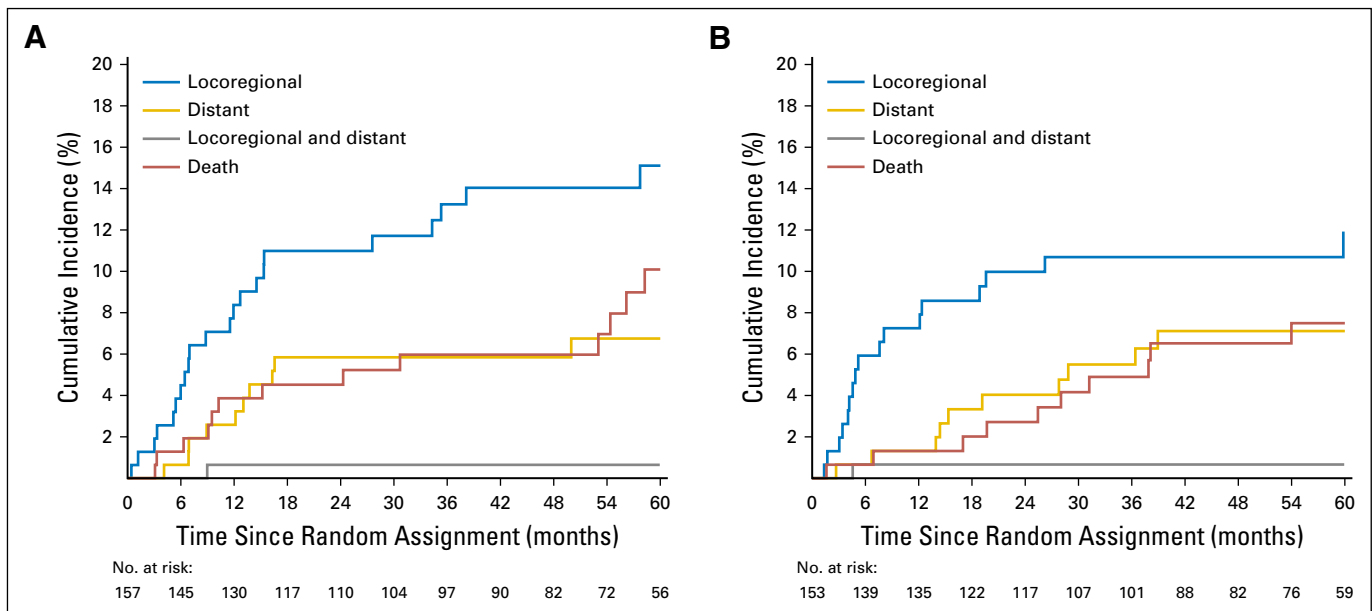 A
20
18
16
14
12
10
8
6
4
2
Cumulative Incidence (%)
Locoregional
Distant
Locoregional and distant
Death
0 6 12 18 24 30 36 42 48 54 60
Time Since Random Assignment (months)
No. at risk:
157 145 130 117 110 104 97 90 82 72 56
B
20
18
16
14
12
10
8
6
4
2
Cumulative Incidence (%)
Locoregional
Distant
Locoregional and distant
Death
0 6 12 18 24 30 36 42 48 54 60
Time Since Random Assignment (months)
No. at risk:
153 139 135 122 117 107 101 88 82 76 59